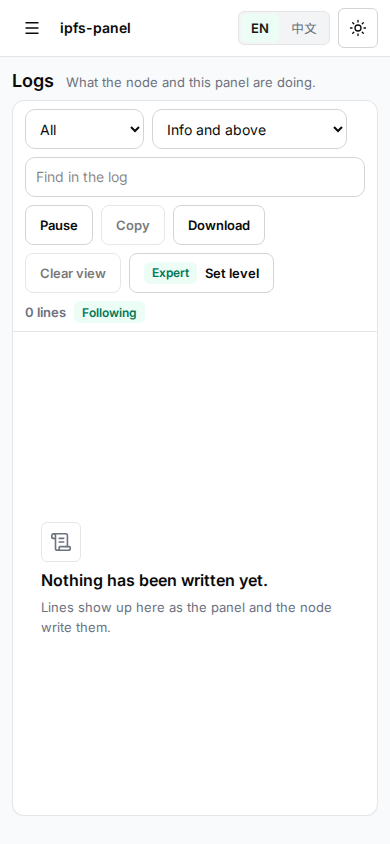 ipfs-panel
EN 中文
Logs What the node and this panel are doing.
All Info and above
Find in the log
Pause Copy Download
Clear view Expert Set level
0 lines Following
Nothing has been written yet.
Lines show up here as the panel and the node
write them.